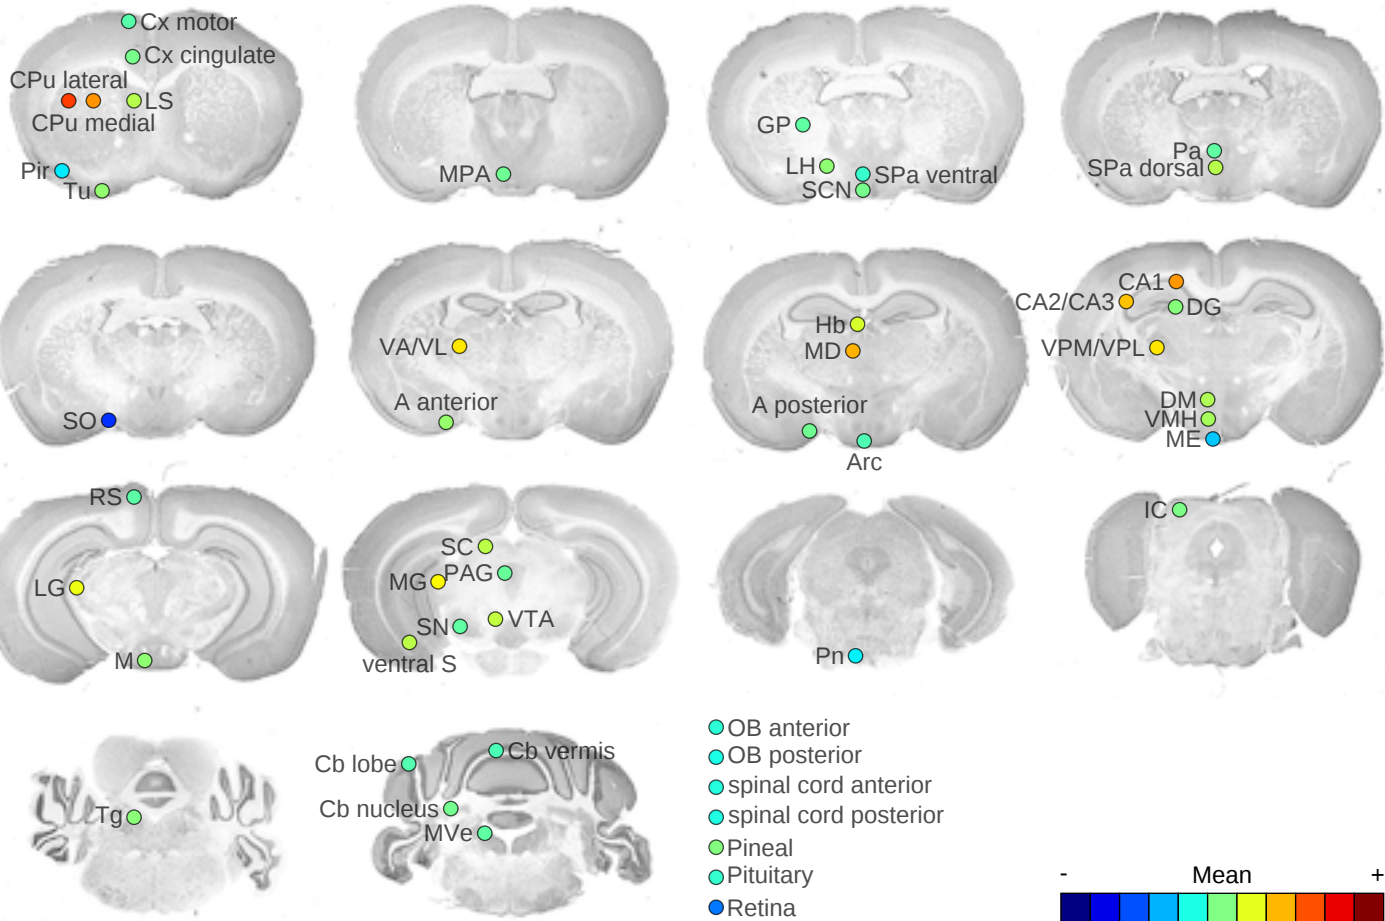 Cx motor
Cx cingulate
CPu lateral
LS
CPu medial
Pir
Tu
MPA
GP
LH
SPa ventral
SCN
Pa
SPa dorsal
SO
VA/VL
A anterior
Hb
MD
A posterior
Arc
CA1
CA2/CA3
DG
VPM/VPL
DM
VMH
ME
RS
LG
M
SC
MG
PAG
SN
VTA
ventral S
Pn
IC
Tg
Cb lobe
Cb vermis
Cb nucleus
MVe
OB anterior
OB posterior
spinal cord anterior
spinal cord posterior
Pineal
Pituitary
Retina
- Mean +